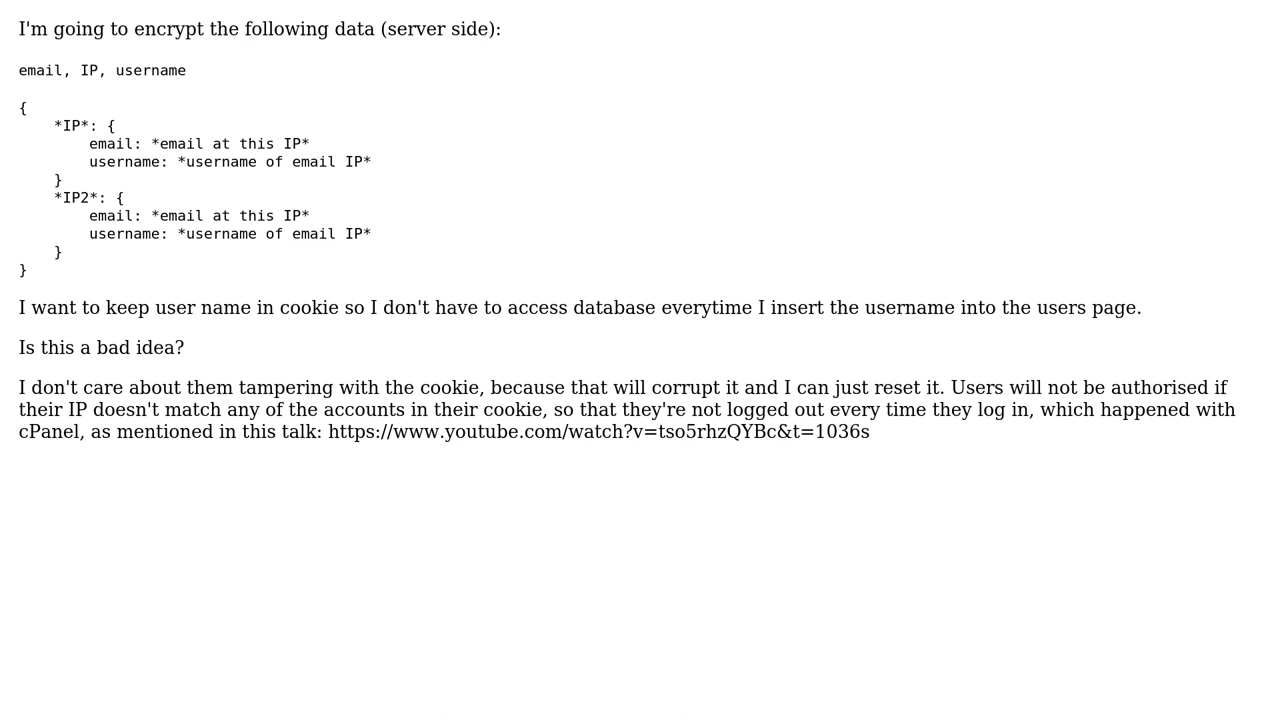 I'm going to encrypt the following data (server side):
email, IP, username
{
    *IP*: {
        email: *email at this IP*
        username: *username of email IP*
    }
    *IP2*: {
        email: *email at this IP*
        username: *username of email IP*
    }
}
I want to keep user name in cookie so I don't have to access database everytime I insert the username into the users page.
Is this a bad idea?
I don't care about them tampering with the cookie, because that will corrupt it and I can just reset it. Users will not be authorised if
their IP doesn't match any of the accounts in their cookie, so that they're not logged out every time they log in, which happened with
cPanel, as mentioned in this talk: https://www.youtube.com/watch?v=tso5rhzQYBc&t=1036s